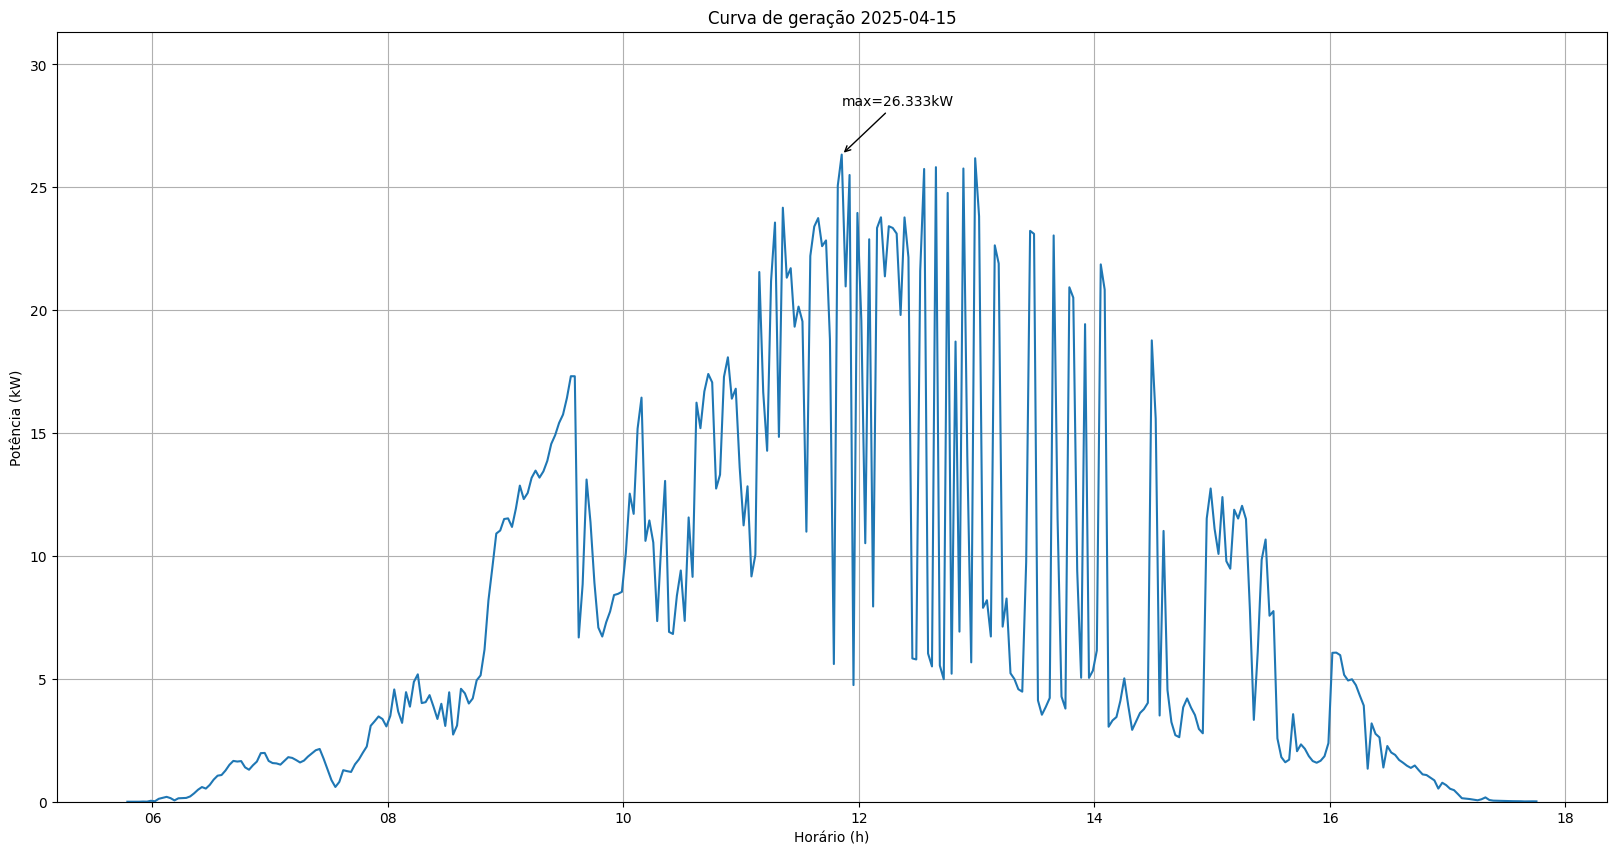 Curva de geração 2025-04-15
30
max=26.333kW
25
20
15
Potência (kW)
10
5
0
06 08 10 12 14 16 18
Horário (h)